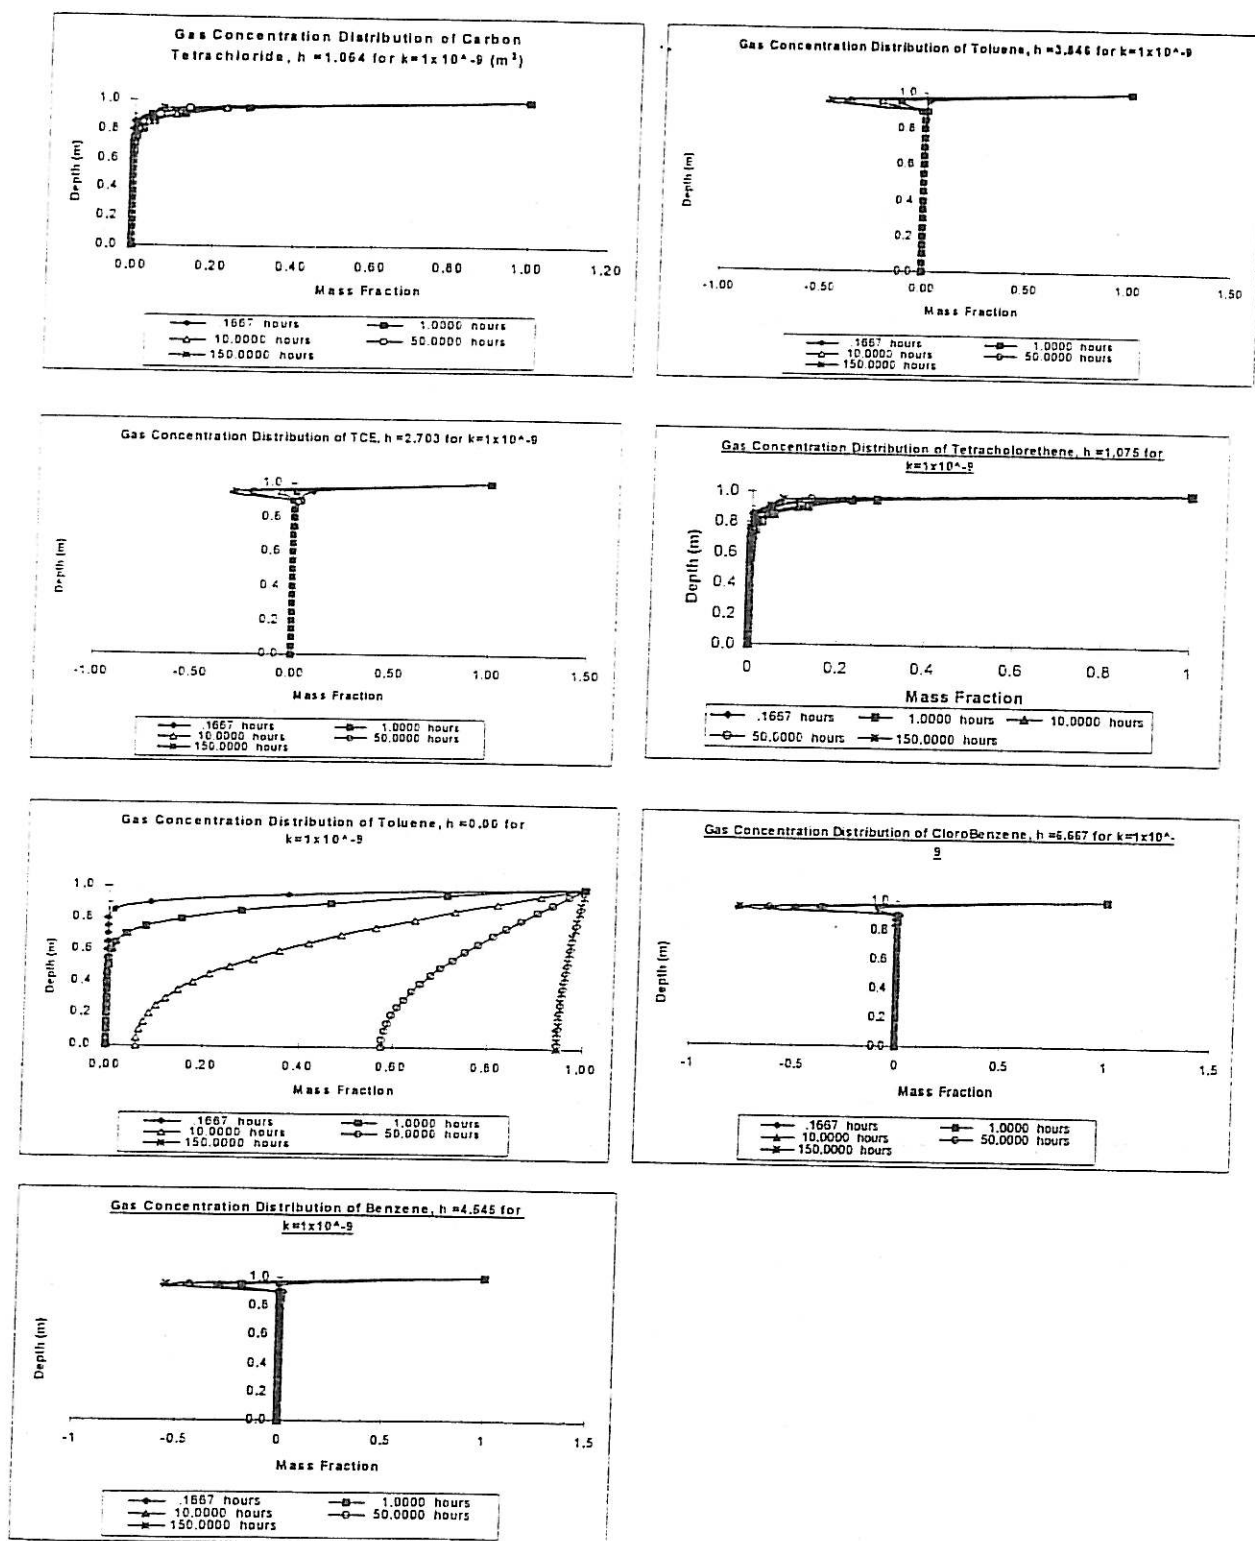 Gas Concentration Distribution of Carbon
Tetrachloride, h =1.064 for k=1x10^-9 (m²)
1.0
0.8
0.6
0.4
0.2
0.0
Depth (m)
0.00 0.20 0.40 0.60 0.80 1.00 1.20
Mass Fraction
.1667 hours 1.0000 hours
10.0000 hours 50.0000 hours
150.0000 hours
Gas Concentration Distribution of Toluene, h =3.846 for k=1x10^-9
1.0
0.8
0.6
0.4
0.2
0.0
Depth (m)
-1.00 -0.50 0.00 0.50 1.00 1.50
Mass Fraction
.1667 hours 1.0000 hours
10.0000 hours 50.0000 hours
150.0000 hours
Gas Concentration Distribution of TCE, h =2.703 for k=1x10^-9
1.0
0.8
0.6
0.4
0.2
0.0
Depth (m)
-1.00 -0.50 0.00 0.50 1.00 1.50
Mass Fraction
.1667 hours 1.0000 hours
10.0000 hours 50.0000 hours
150.0000 hours
Gas Concentration Distribution of Tetracholorethene, h =1.075 for
k=1x10^-9
1.0
0.8
0.6
0.4
0.2
0.0
Depth (m)
0 0.2 0.4 0.6 0.8 1
Mass Fraction
.1667 hours 1.0000 hours 10.0000 hours
50.0000 hours 150.0000 hours
Gas Concentration Distribution of Toluene, h =0.00 for
k=1x10^-9
1.0
0.8
0.6
0.4
0.2
0.0
Depth (m)
0.00 0.20 0.40 0.60 0.80 1.00
Mass Fraction
.1667 hours 1.0000 hours
10.0000 hours 50.0000 hours
150.0000 hours
Gas Concentration Distribution of CloroBenzene, h =6.667 for k=1x10^-
9
1.0
0.8
0.6
0.4
0.2
0.0
Depth (m)
-1 -0.5 0 0.5 1 1.5
Mass Fraction
.1667 hours 1.0000 hours
10.0000 hours 50.0000 hours
150.0000 hours
Gas Concentration Distribution of Benzene, h =4.545 for
k=1x10^-9
1.0
0.8
0.6
0.4
0.2
0.0
Depth (m)
-1 -0.5 0 0.5 1 1.5
Mass Fraction
.1667 hours 1.0000 hours
10.0000 hours 50.0000 hours
150.0000 hours